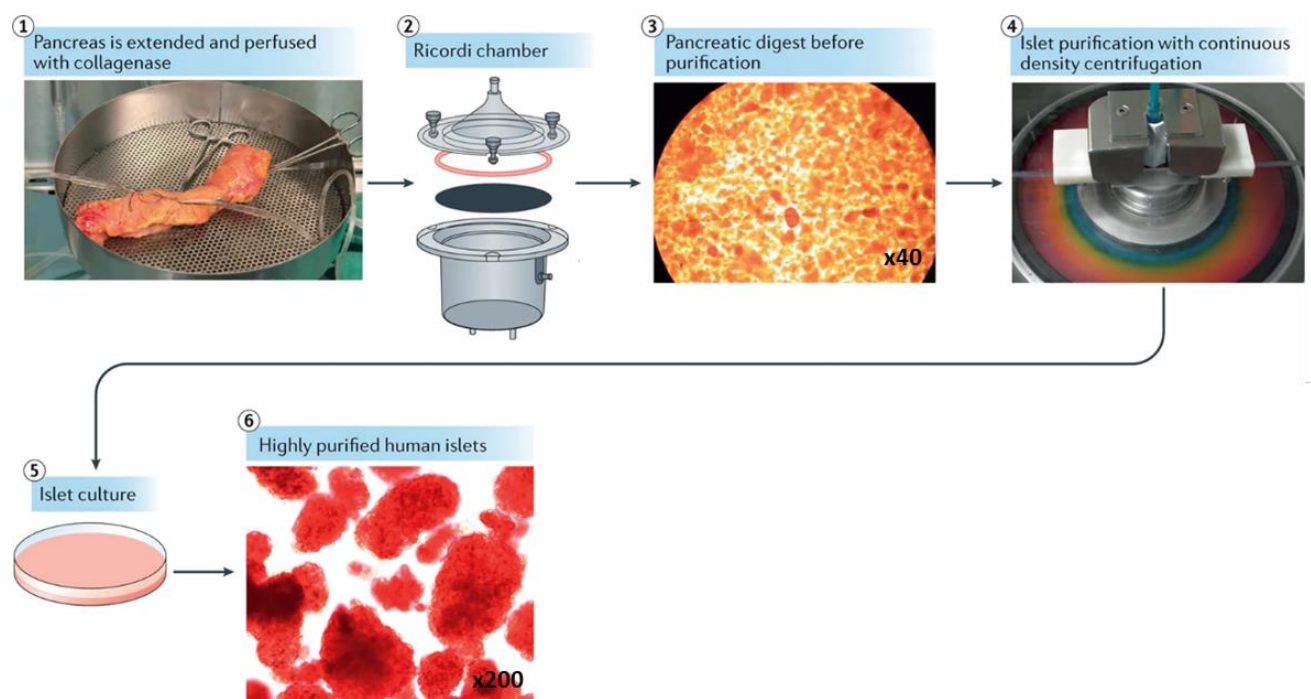 1
Pancreas is extended and perfused
with collagenase
2
Ricordi chamber
3
Pancreatic digest before
purification
x40
4
Islet purification with continuous
density centrifugation
5
Islet culture
6
Highly purified human islets
x200